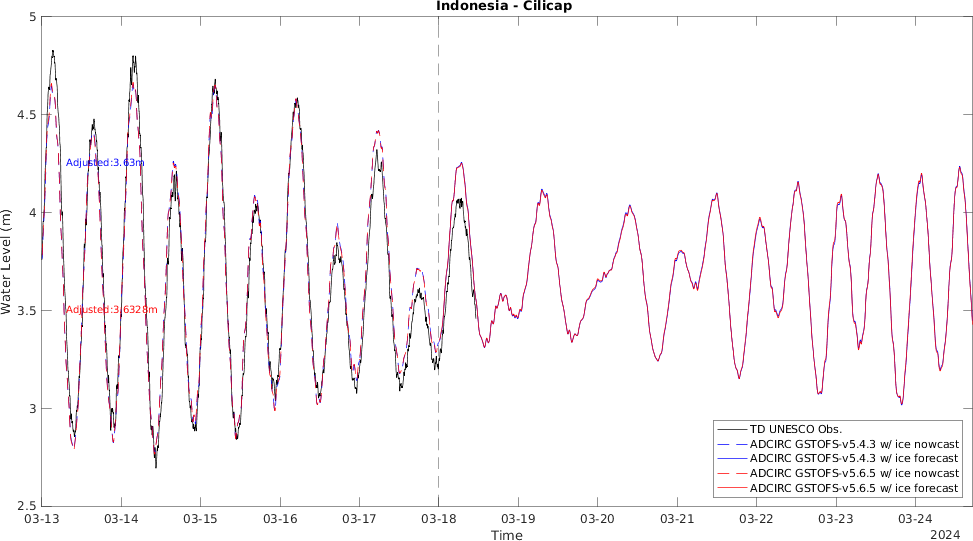 Indonesia - Cilicap
5
4.5
4
3.5
3
2.5
Water Level (m)
Adjusted:3.63m
Adjusted:3.6328m
TD UNESCO Obs.
ADCIRC GSTOFS-v5.4.3 w/ ice nowcast
ADCIRC GSTOFS-v5.4.3 w/ ice forecast
ADCIRC GSTOFS-v5.6.5 w/ ice nowcast
ADCIRC GSTOFS-v5.6.5 w/ ice forecast
03-13 03-14 03-15 03-16 03-17 03-18 03-19 03-20 03-21 03-22 03-23 03-24
Time
2024